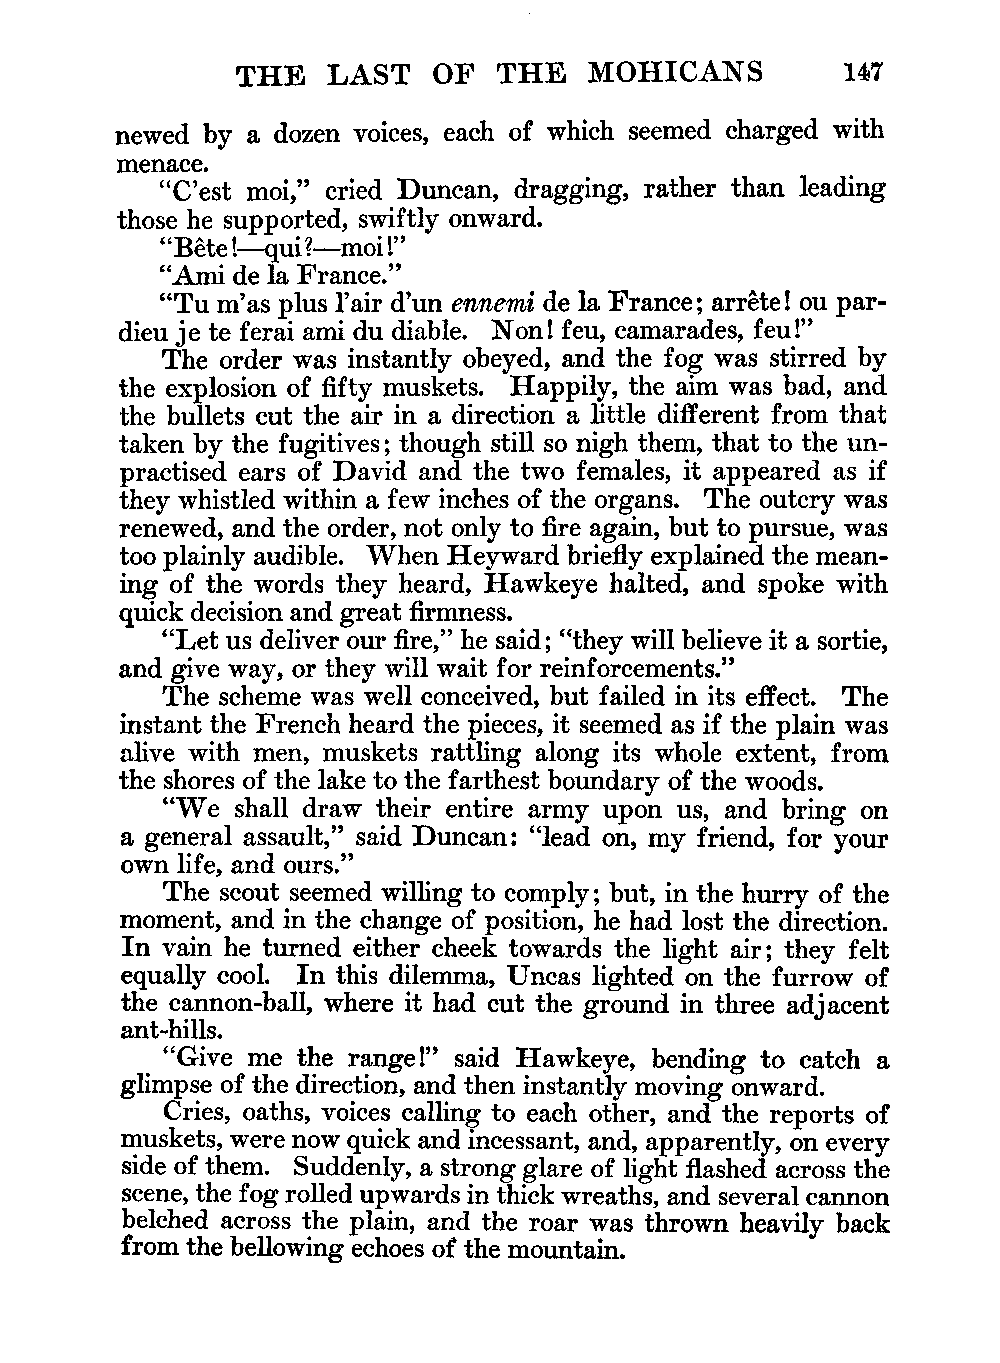 THE LAST OF THE MOHICANS 147
newed by a dozen voices, each of which seemed charged with
menace.
“C’est moi,” cried Duncan, dragging, rather than leading
those he supported, swiftly onward.
“Bête!—qui?—moi!”
“Ami de la France.”
“Tu m’as plus l’air d’un ennemi de la France; arrête! ou par-
dieu je te ferai ami du diable. Non! feu, camarades, feu!”
The order was instantly obeyed, and the fog was stirred by
the explosion of fifty muskets. Happily, the aim was bad, and
the bullets cut the air in a direction a little different from that
taken by the fugitives; though still so nigh them, that to the un-
practised ears of David and the two females, it appeared as if
they whistled within a few inches of the organs. The outcry was
renewed, and the order, not only to fire again, but to pursue, was
too plainly audible. When Heyward briefly explained the mean-
ing of the words they heard, Hawkeye halted, and spoke with
quick decision and great firmness.
“Let us deliver our fire,” he said; “they will believe it a sortie,
and give way, or they will wait for reinforcements.”
The scheme was well conceived, but failed in its effect. The
instant the French heard the pieces, it seemed as if the plain was
alive with men, muskets rattling along its whole extent, from
the shores of the lake to the farthest boundary of the woods.
“We shall draw their entire army upon us, and bring on
a general assault,” said Duncan: “lead on, my friend, for your
own life, and ours.”
The scout seemed willing to comply; but, in the hurry of the
moment, and in the change of position, he had lost the direction.
In vain he turned either cheek towards the light air; they felt
equally cool. In this dilemma, Uncas lighted on the furrow of
the cannon-ball, where it had cut the ground in three adjacent
ant-hills.
“Give me the range!” said Hawkeye, bending to catch a
glimpse of the direction, and then instantly moving onward.
Cries, oaths, voices calling to each other, and the reports of
muskets, were now quick and incessant, and, apparently, on every
side of them. Suddenly, a strong glare of light flashed across the
scene, the fog rolled upwards in thick wreaths, and several cannon
belched across the plain, and the roar was thrown heavily back
from the bellowing echoes of the mountain.